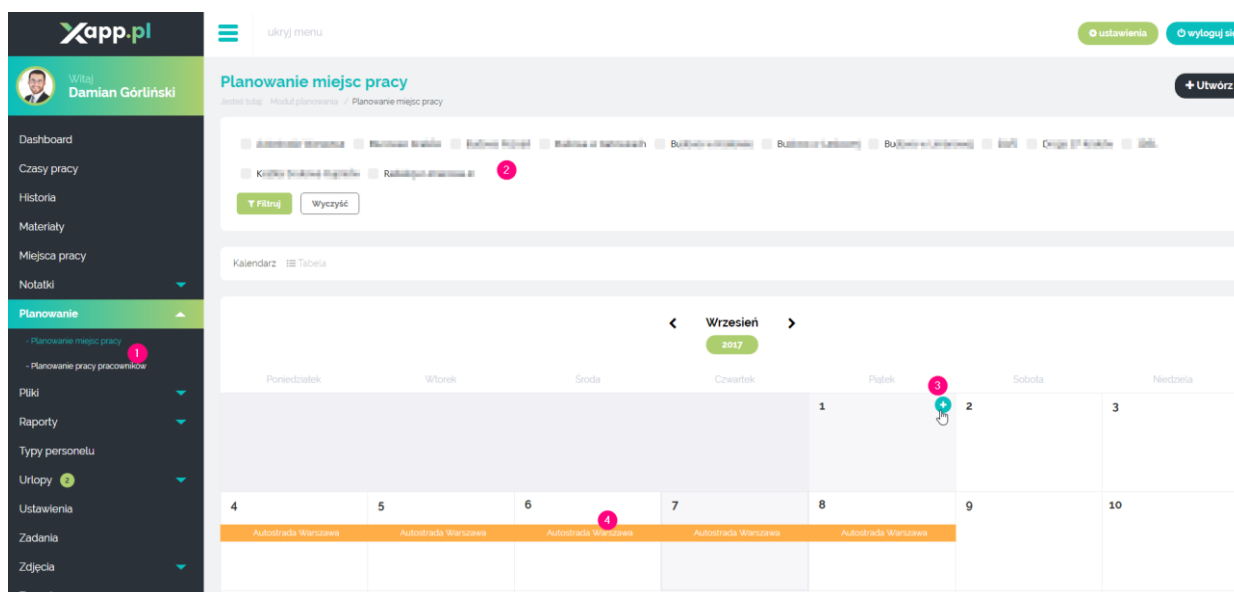 Xapp.pl
ukryj menu
ustawienia
wyloguj się
Witaj
Damian Górliński
Planowanie miejsc pracy
Jesteś tutaj: Moduł planowania / Planowanie miejsc pracy
+ Utwórz
Dashboard
Czasy pracy
Historia
Materiały
Miejsca pracy
Notatki
Planowanie
- Planowanie miejsc pracy
1
- Planowanie pracy pracowników
Pliki
Raporty
Typy personelu
Urlopy 2
Ustawienia
Zadania
Zdjęcia
2
Filtruj
Wyczyść
Kalendarz
Tabela
Wrzesień
2017
Poniedziałek Wtorek Środa Czwartek Piątek Sobota Niedziela
3
1 + 2 3
4 5 6 7 8 9 10
4
Autostrada Warszawa Autostrada Warszawa Autostrada Warszawa Autostrada Warszawa Autostrada Warszawa